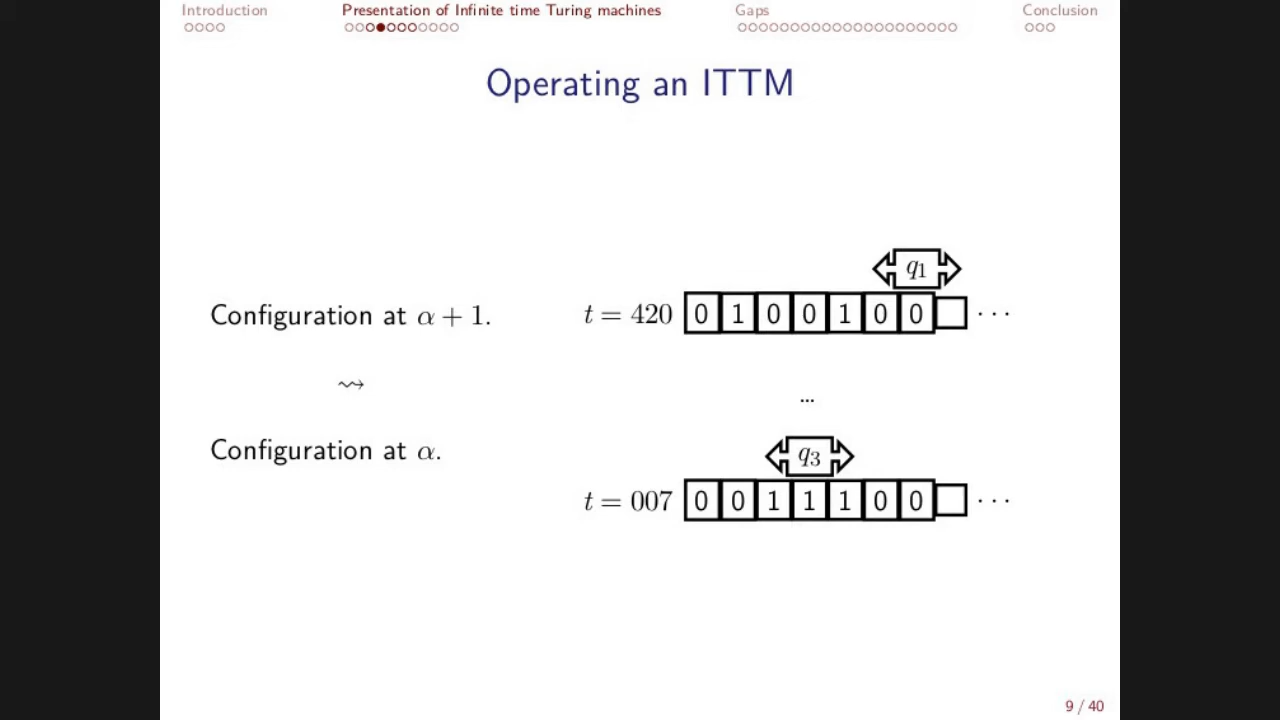 Introduction Presentation of Infinite time Turing machines Gaps Conclusion
Operating an ITTM
q1
Configuration at α + 1. t = 420 0 1 0 0 1 0 0 ···
⇝ ...
Configuration at α. q3
t = 007 0 0 1 1 1 0 0 ···
9 / 40